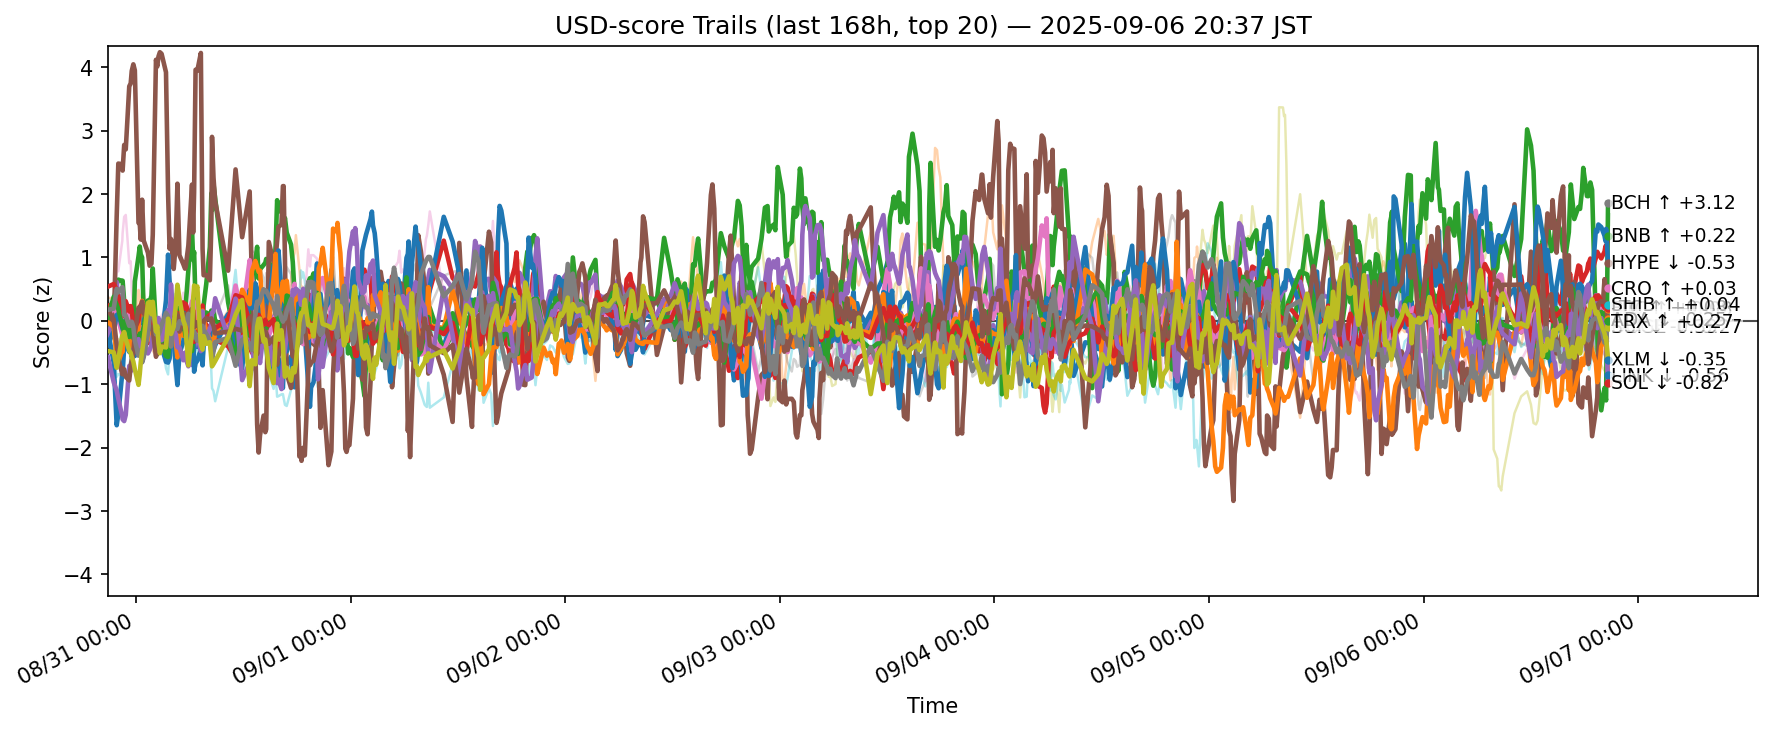 USD-score Trails (last 168h, top 20) — 2025-09-06 20:37 JST
Score (z)
4
3
2
1
0
−1
−2
−3
−4
BCH ↑ +3.12
BNB ↑ +0.22
HYPE ↓ -0.53
CRO ↑ +0.03
SHIB ↑ +0.04
TRX ↑ +0.27
XLM ↓ -0.35
LINK ↓ -0.56
SOL ↓ -0.82
08/31 00:00
09/01 00:00
09/02 00:00
09/03 00:00
09/04 00:00
09/05 00:00
09/06 00:00
09/07 00:00
Time